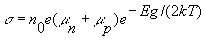 σ = n₀e(μₙ + μₚ)e^(- Eg/(2kT)